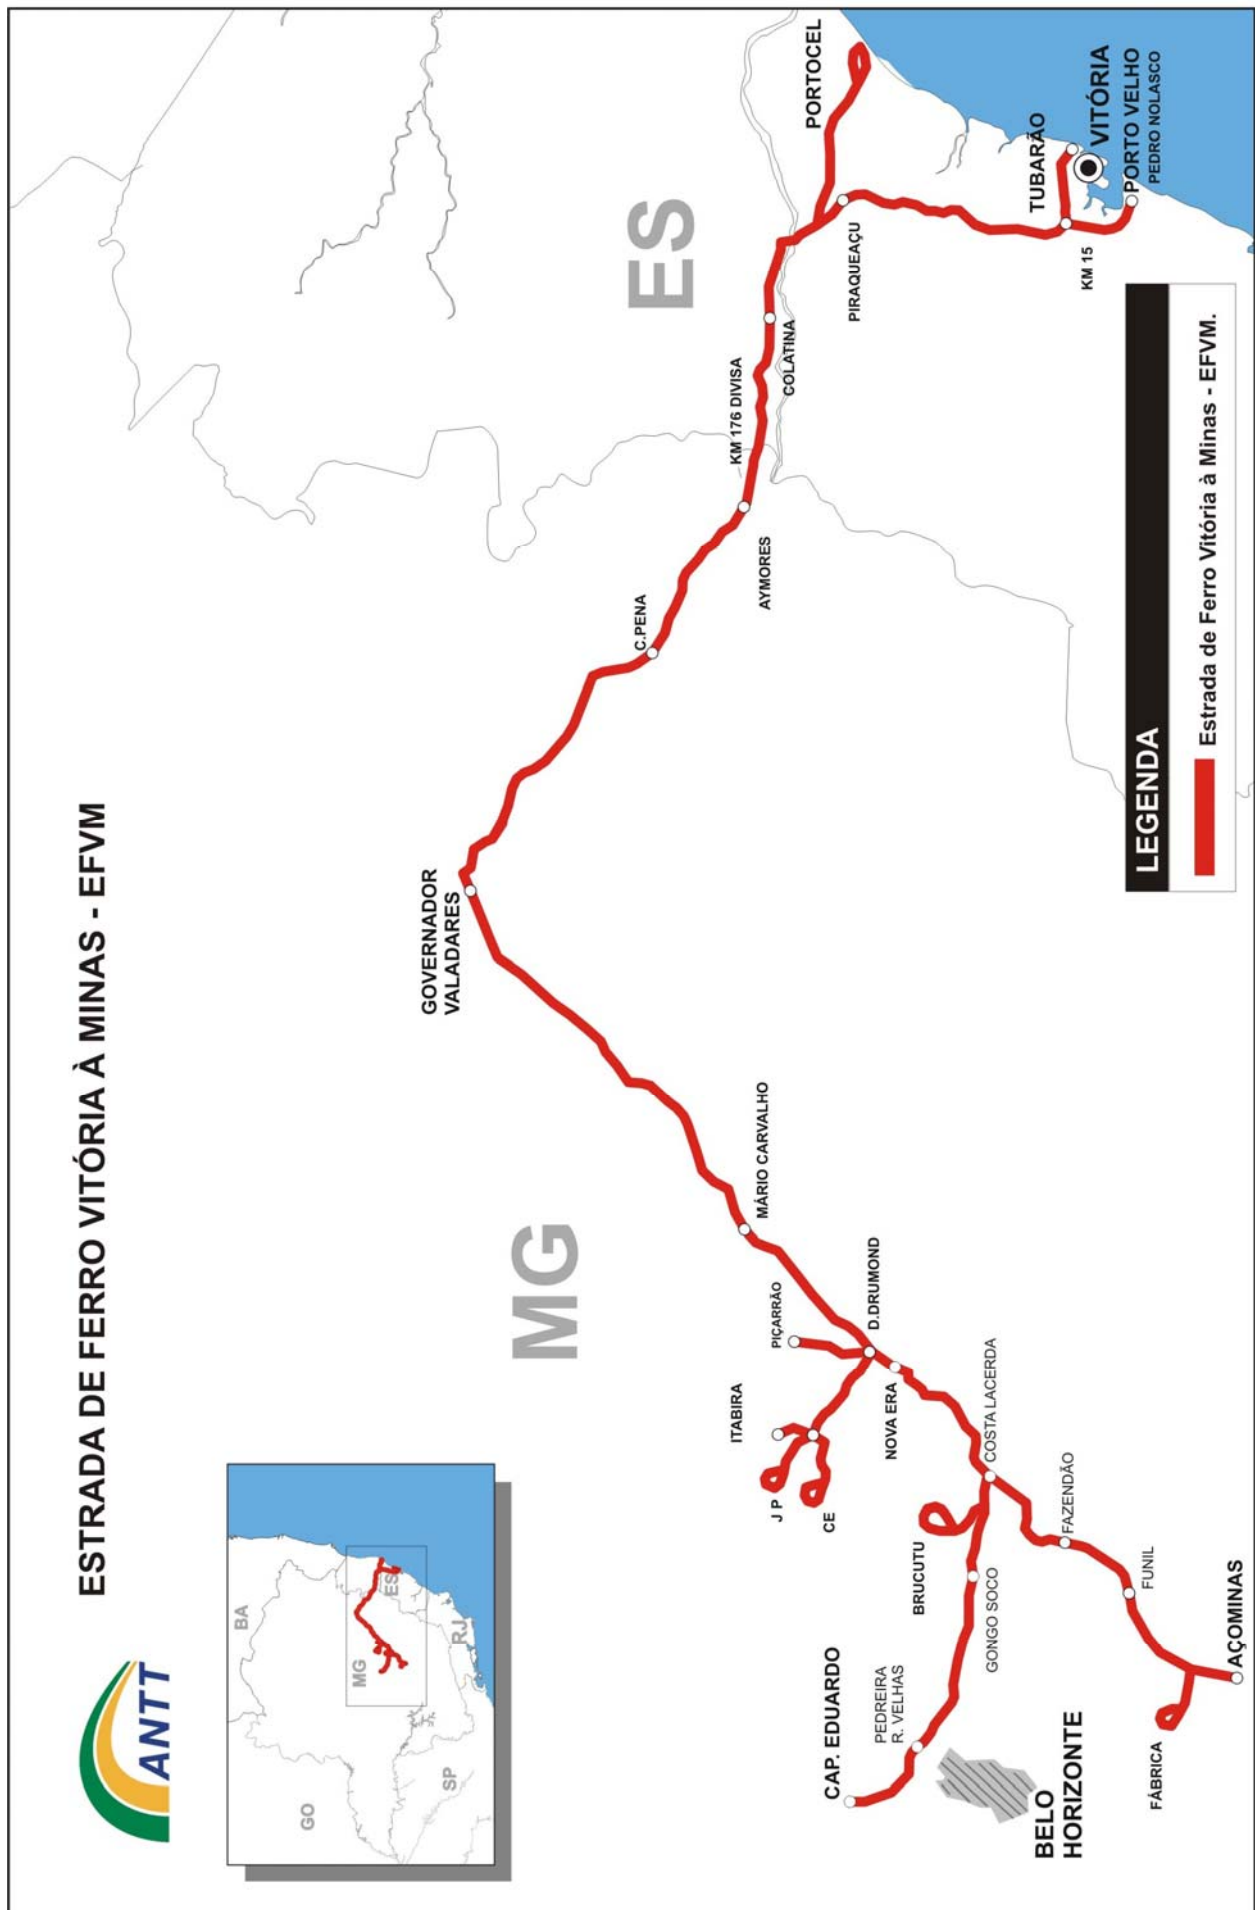 ESTRADA DE FERRO VITÓRIA À MINAS - EFVM
ANTT
BA
GO
MG
ES
SP
RJ
MG
ES
GOVERNADOR
VALADARES
C.PENA
AYMORES
KM 176 DIVISA
COLATINA
PIRAQUEAÇU
PORTOCEL
TUBARÃO
VITÓRIA
PORTO VELHO
PEDRO NOLASCO
KM 15
MÁRIO CARVALHO
PIÇARRÃO
D.DRUMOND
ITABIRA
J P
CE
NOVA ERA
COSTA LACERDA
BRUCUTU
GONGO SOCO
FAZENDÃO
FUNIL
CAP. EDUARDO
PEDREIRA
R. VELHAS
BELO
HORIZONTE
FÁBRICA
AÇOMINAS
LEGENDA
Estrada de Ferro Vitória à Minas - EFVM.